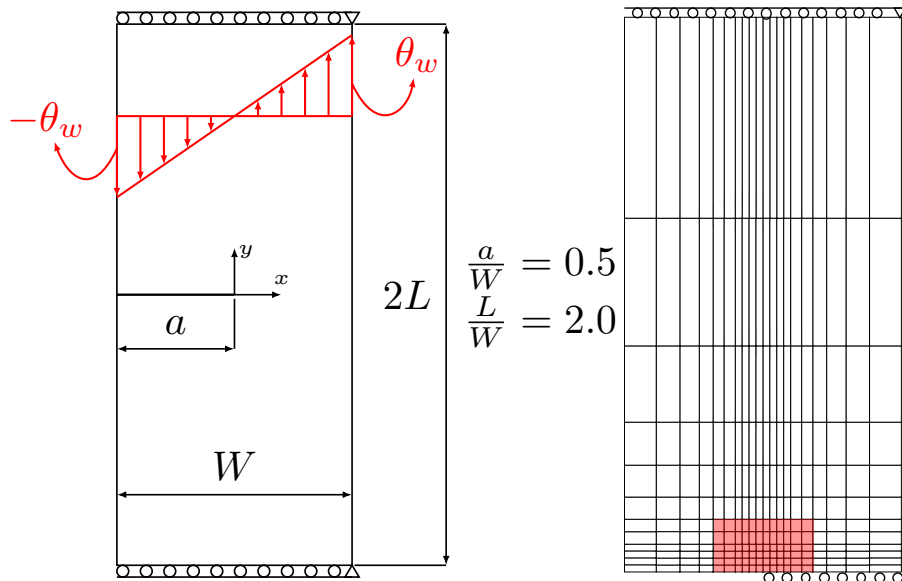 θ_w
-θ_w
y
x
a/W = 0.5
2L
L/W = 2.0
a
W